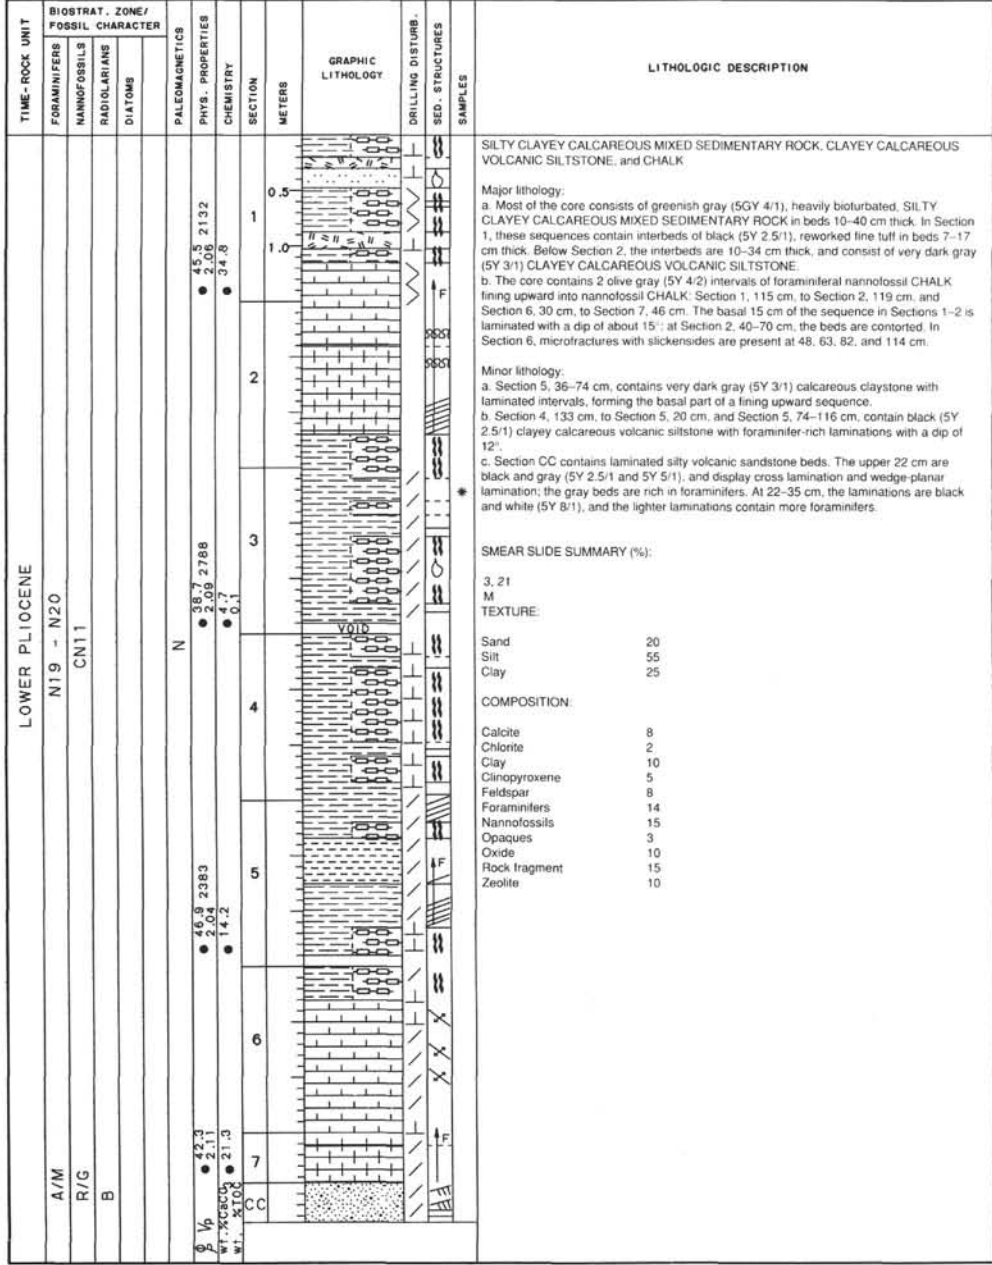 TIME-ROCK UNIT
BIOSTRAT. ZONE/
FOSSIL CHARACTER
FORAMINIFERS
NANNOFOSSILS
RADIOLARIANS
DIATOMS
PALEOMAGNETICS
PHYS. PROPERTIES
CHEMISTRY
SECTION
METERS
GRAPHIC
LITHOLOGY
DRILLING DISTURB.
SED. STRUCTURES
SAMPLES
LITHOLOGIC DESCRIPTION
LOWER PLIOCENE
N19 - N20
A/M
CN11
R/G
B
N
45.5 2132
2.06
34.8
38.7 2788
2.09
4.7
0.1
46.9 2383
2.04
14.2
42.3
2.11
21.3
Φ Vp
ρ
wt.%CaCO3
wt. %TOC
0.5
1.0
1
2
3
4
5
6
7
CC
VOID
F
F
F
*
SILTY CLAYEY CALCAREOUS MIXED SEDIMENTARY ROCK, CLAYEY CALCAREOUS
VOLCANIC SILTSTONE, and CHALK
Major lithology:
a. Most of the core consists of greenish gray (5GY 4/1), heavily bioturbated, SILTY
CLAYEY CALCAREOUS MIXED SEDIMENTARY ROCK in beds 10–40 cm thick. In Section
1, these sequences contain interbeds of black (5Y 2.5/1), reworked fine tuff in beds 7–17
cm thick. Below Section 2, the interbeds are 10–34 cm thick, and consist of very dark gray
(5Y 3/1) CLAYEY CALCAREOUS VOLCANIC SILTSTONE.
b. The core contains 2 olive gray (5Y 4/2) intervals of foraminiferal nannofossil CHALK
fining upward into nannofossil CHALK: Section 1, 115 cm, to Section 2, 119 cm, and
Section 6, 30 cm, to Section 7, 46 cm. The basal 15 cm of the sequence in Sections 1–2 is
laminated with a dip of about 15°; at Section 2, 40–70 cm, the beds are contorted. In
Section 6, microfractures with slickensides are present at 48, 63, 82, and 114 cm.
Minor lithology:
a. Section 5, 36–74 cm, contains very dark gray (5Y 3/1) calcareous claystone with
laminated intervals, forming the basal part of a fining upward sequence.
b. Section 4, 133 cm, to Section 5, 20 cm, and Section 5, 74–116 cm, contain black (5Y
2.5/1) clayey calcareous volcanic siltstone with foraminifer-rich laminations with a dip of
12°.
c. Section CC contains laminated silty volcanic sandstone beds. The upper 22 cm are
black and gray (5Y 2.5/1 and 5Y 5/1), and display cross lamination and wedge-planar
lamination; the gray beds are rich in foraminifers. At 22–35 cm, the laminations are black
and white (5Y 8/1), and the lighter laminations contain more foraminifers.
SMEAR SLIDE SUMMARY (%):
3, 21
M
TEXTURE:
Sand 20
Silt 55
Clay 25
COMPOSITION:
Calcite 8
Chlorite 2
Clay 10
Clinopyroxene 5
Feldspar 8
Foraminifers 14
Nannofossils 15
Opaques 3
Oxide 10
Rock fragment 15
Zeolite 10